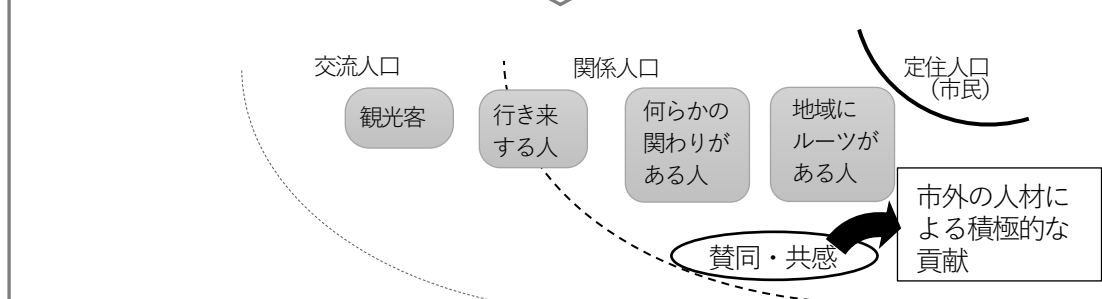 交流人口
関係人口
定住人口
（市民）
観光客
行き来
する人
何らかの
関わりが
ある人
地域に
ルーツが
ある人
賛同・共感
市外の人材に
よる積極的な
貢献